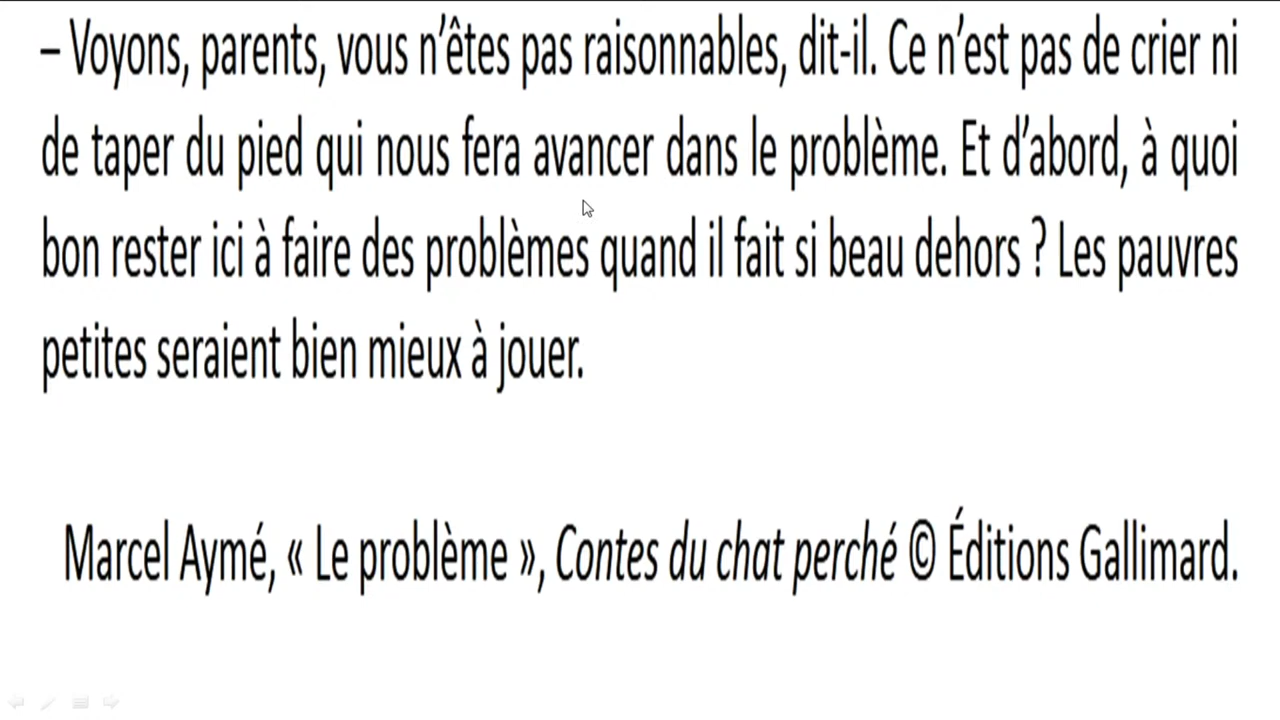 – Voyons, parents, vous n’êtes pas raisonnables, dit-il. Ce n’est pas de crier ni
de taper du pied qui nous fera avancer dans le problème. Et d’abord, à quoi
bon rester ici à faire des problèmes quand il fait si beau dehors ? Les pauvres
petites seraient bien mieux à jouer.
Marcel Aymé, « Le problème », Contes du chat perché © Éditions Gallimard.